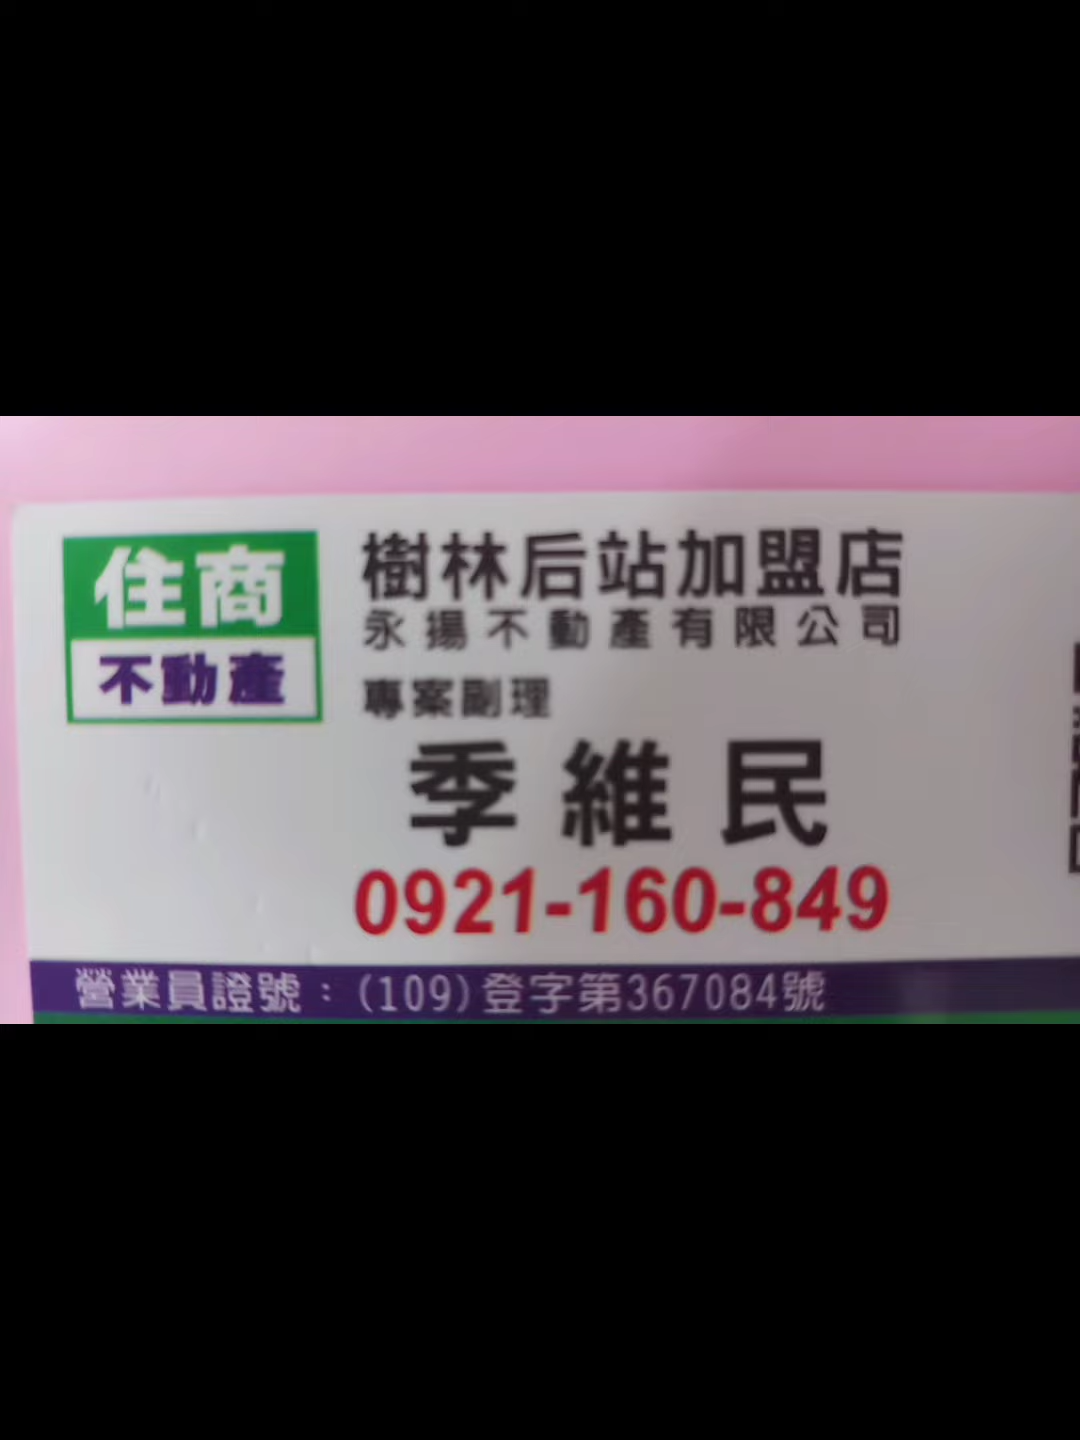 住商
不動產
樹林后站加盟店
永揚不動產有限公司
專案副理
季維民
0921-160-849
營業員證號：(109)登字第367084號